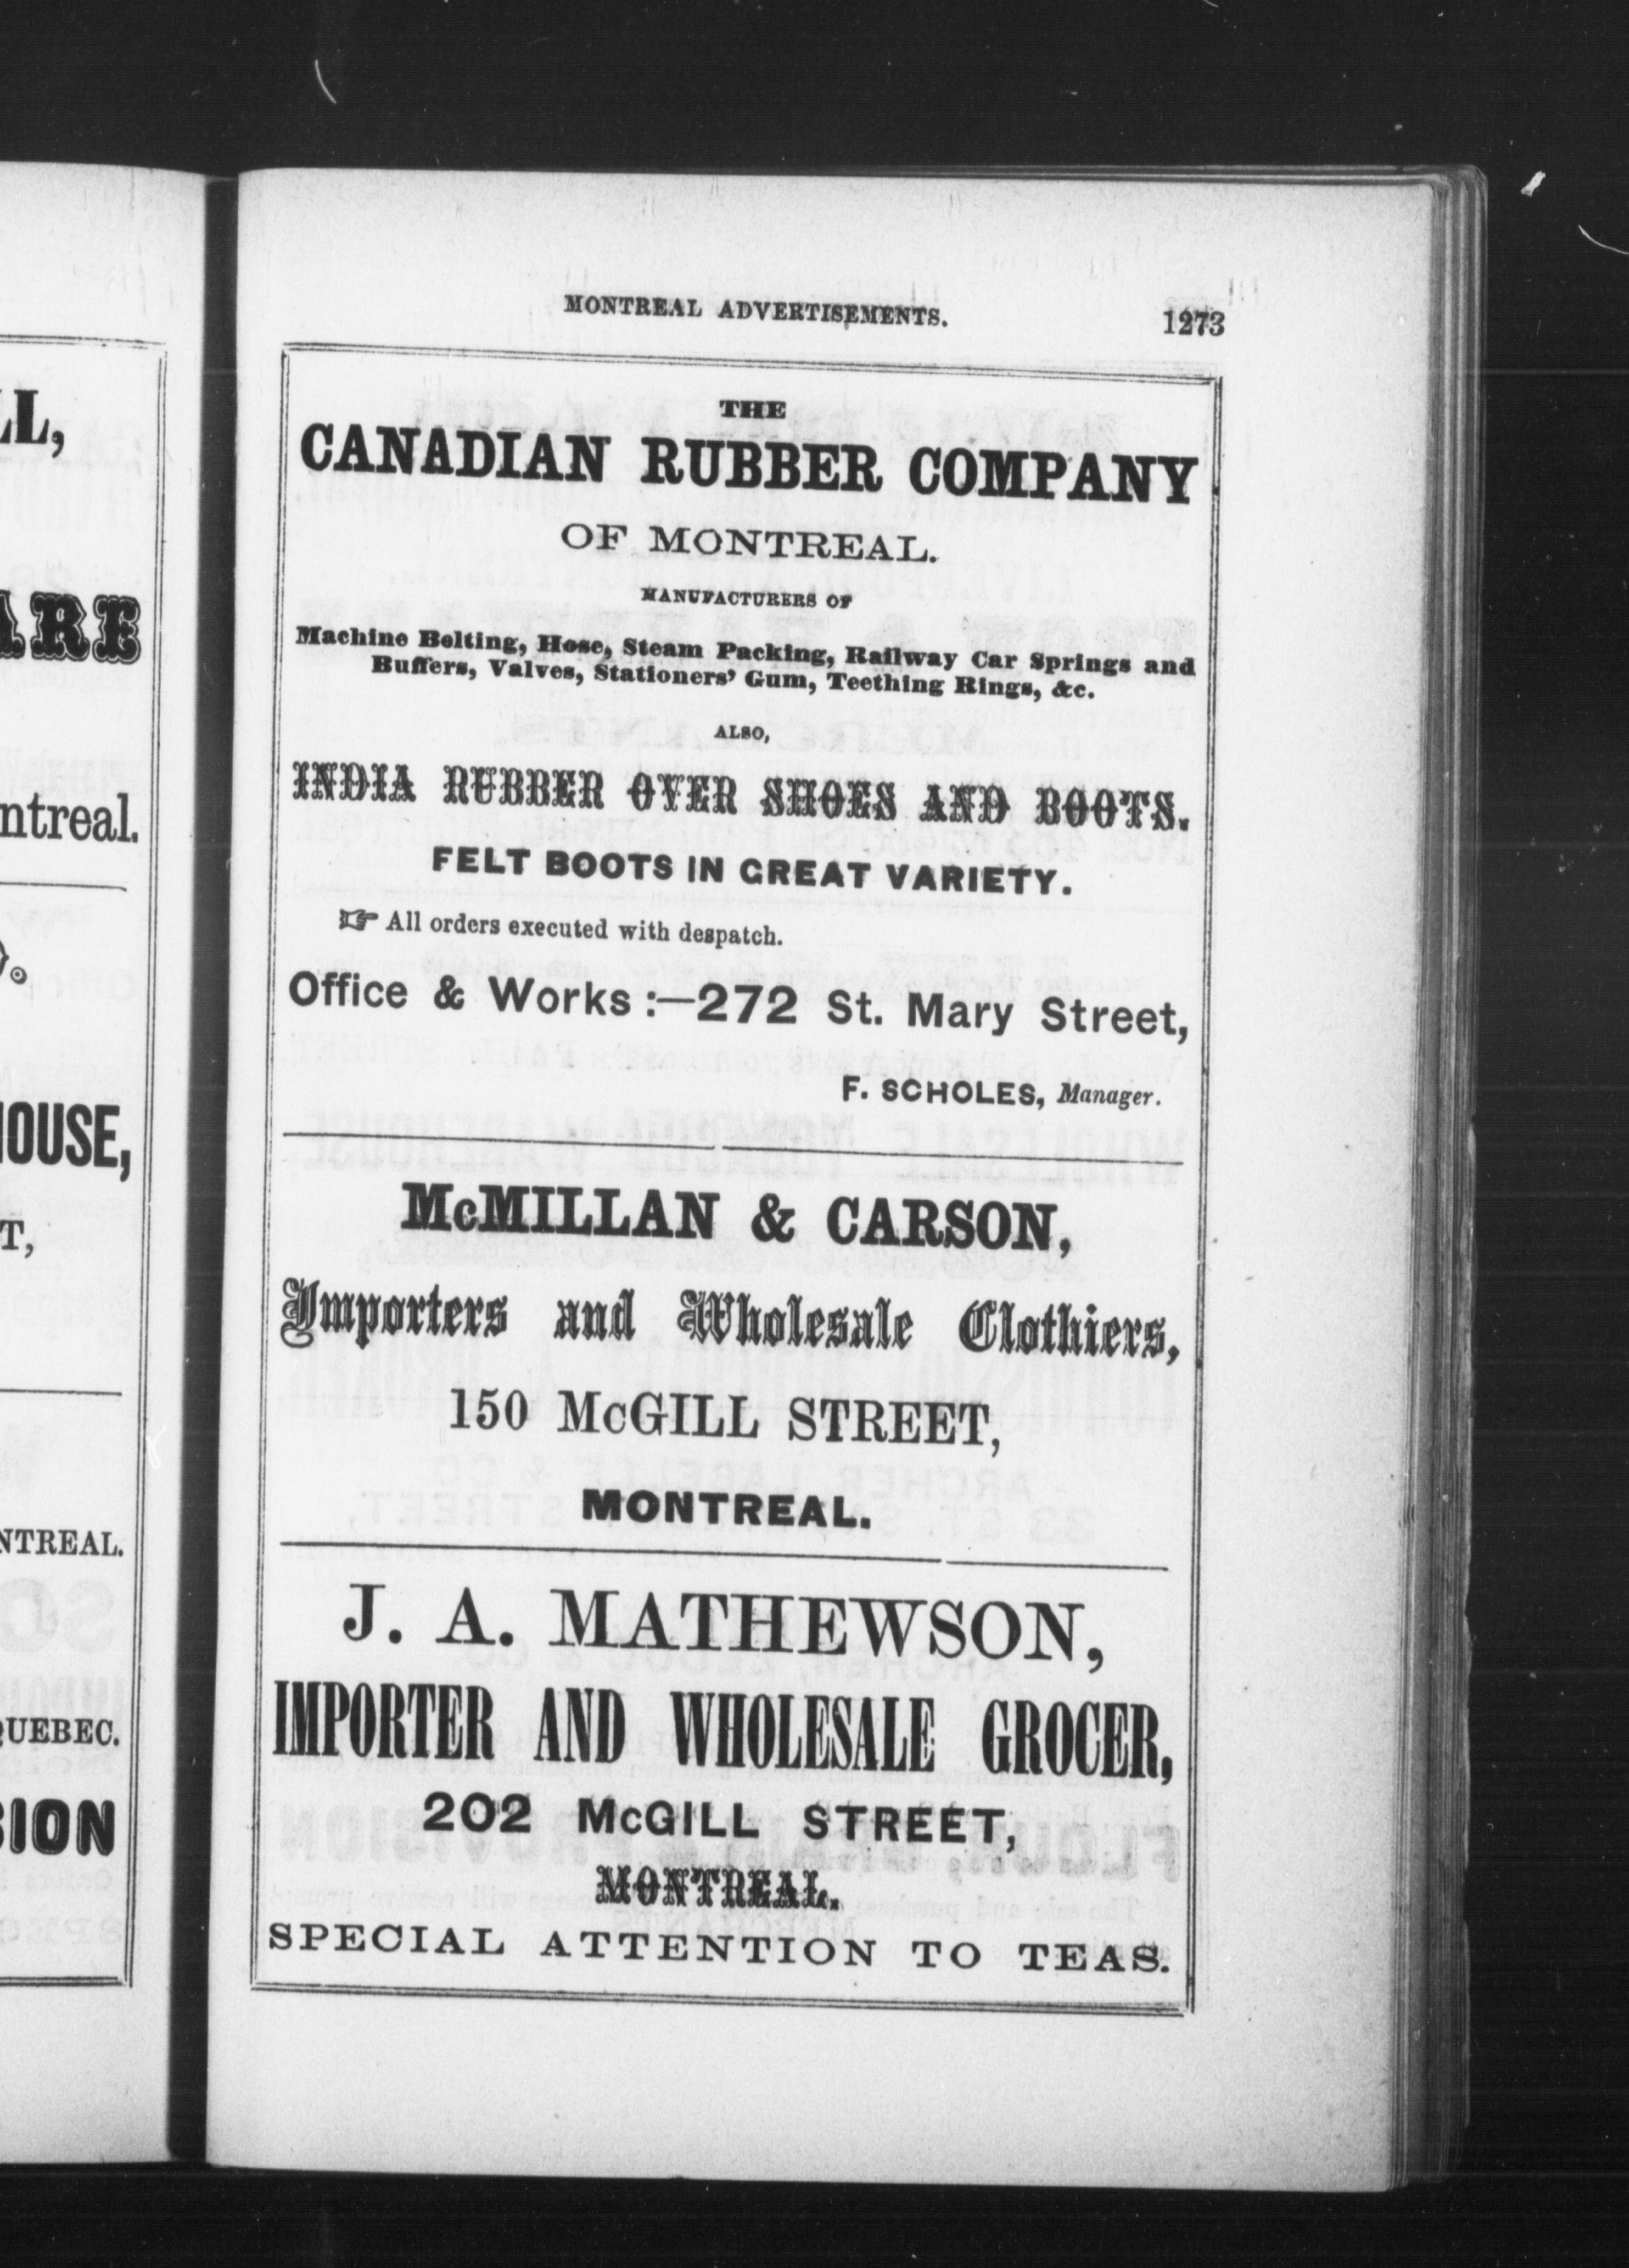 MONTREAL ADVERTISEMENTS. 1273
THE
CANADIAN RUBBER COMPANY
OF MONTREAL.
MANUFACTURERS OF
Machine Belting, Hose, Steam Packing, Railway Car Springs and
Buffers, Valves, Stationers' Gum, Teething Rings, &c.
ALSO,
INDIA RUBBER OVER SHOES AND BOOTS.
FELT BOOTS IN GREAT VARIETY.
☞ All orders executed with despatch.
Office & Works:—272 St. Mary Street,
F. SCHOLES, Manager.
McMILLAN & CARSON,
Importers and Wholesale Clothiers,
150 McGILL STREET,
MONTREAL.
J. A. MATHEWSON,
IMPORTER AND WHOLESALE GROCER,
202 McGILL STREET,
MONTREAL.
SPECIAL ATTENTION TO TEAS.